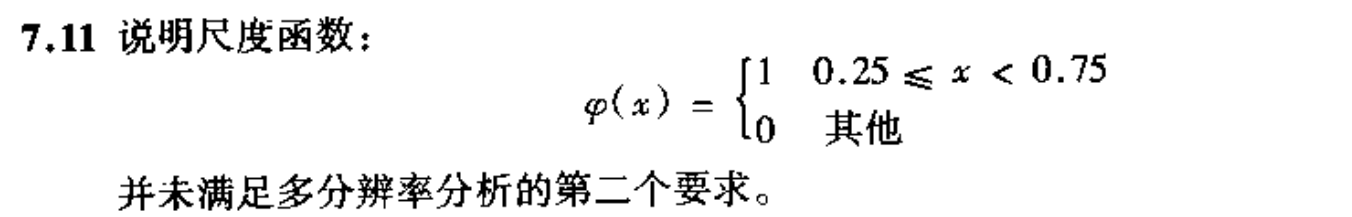 7.11 说明尺度函数：
φ(x) = {1 0.25 ⩽ x < 0.75
0 其他
并未满足多分辨率分析的第二个要求。